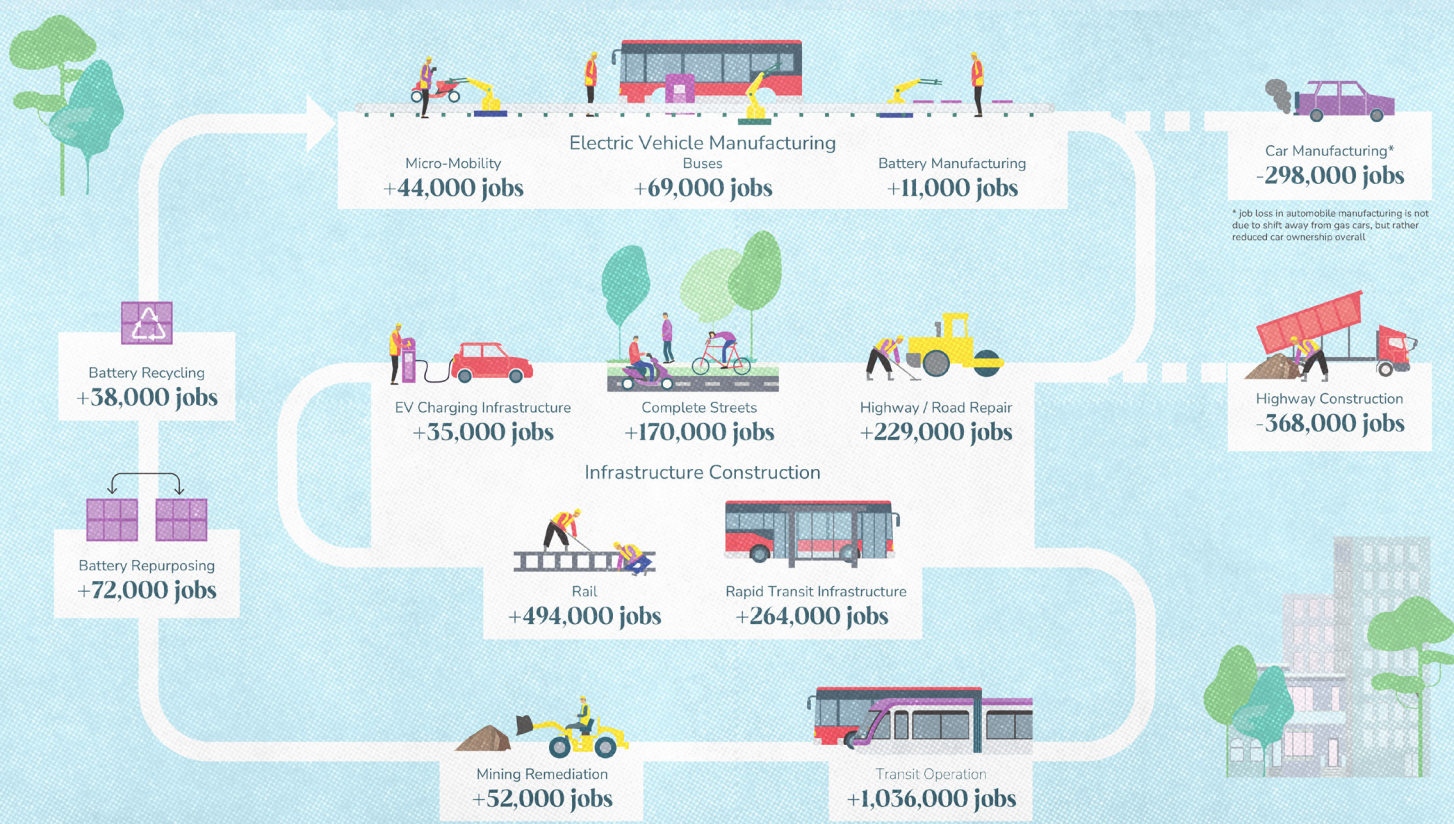 Electric Vehicle Manufacturing
Micro-Mobility
+44,000 jobs
Buses
+69,000 jobs
Battery Manufacturing
+11,000 jobs
Car Manufacturing*
-298,000 jobs
* job loss in automobile manufacturing is not
due to shift away from gas cars, but rather
reduced car ownership overall
Battery Recycling
+38,000 jobs
EV Charging Infrastructure
+35,000 jobs
Complete Streets
+170,000 jobs
Highway / Road Repair
+229,000 jobs
Highway Construction
-368,000 jobs
Infrastructure Construction
Battery Repurposing
+72,000 jobs
Rail
+494,000 jobs
Rapid Transit Infrastructure
+264,000 jobs
Mining Remediation
+52,000 jobs
Transit Operation
+1,036,000 jobs